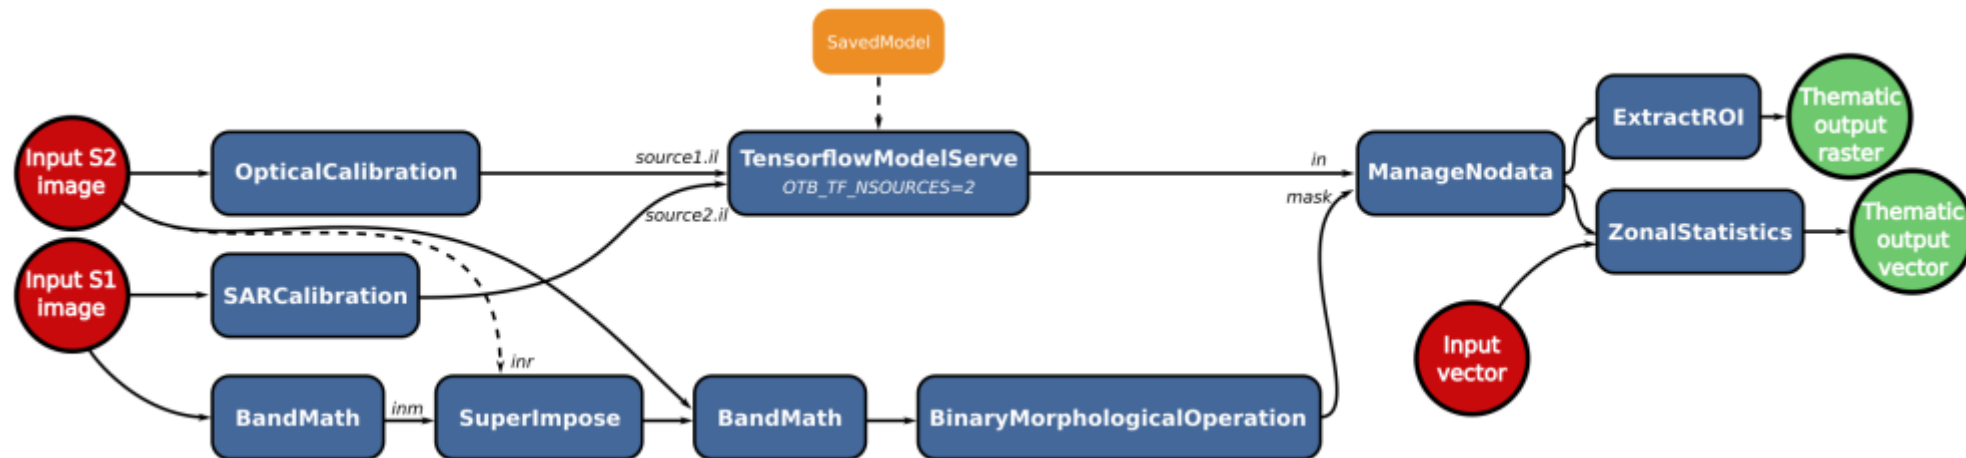 SavedModel
Input S2
image
OpticalCalibration
source1.il
source2.il
TensorflowModelServe
OTB_TF_NSOURCES=2
in
mask
ManageNodata
ExtractROI
Thematic
output
raster
Input S1
image
SARCalibration
ZonalStatistics
Thematic
output
vector
Input
vector
BandMath
inm
inr
SuperImpose
BandMath
BinaryMorphologicalOperation